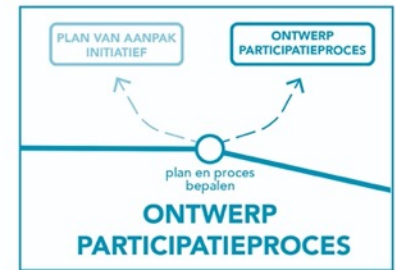 PLAN VAN AANPAK
INITIATIEF
ONTWERP
PARTICIPATIEPROCES
plan en proces
bepalen
ONTWERP
PARTICIPATIEPROCES